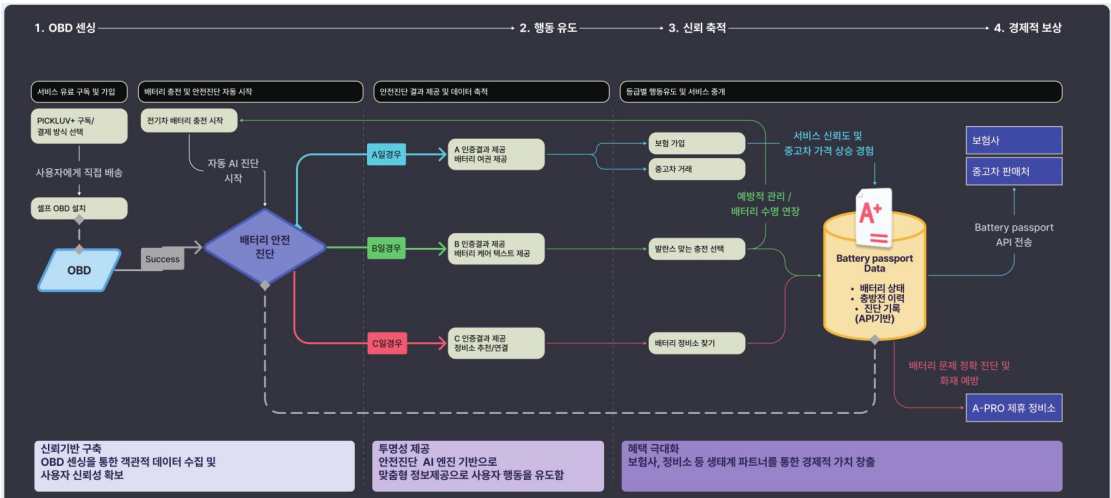 1. OBD 센싱
2. 행동 유도
3. 신뢰 축적
4. 경제적 보상
서비스 유료 구독 및 가입
배터리 충전 및 안전진단 자동 시작
안전진단 결과 제공 및 데이터 축적
등급별 행동유도 및 서비스 중개
PICKLUV+ 구독/
결제 방식 선택
사용자에게 직접 배송
셀프 OBD 설치
OBD
Success
전기차 배터리 충전 시작
자동 AI 진단
시작
배터리 안전
진단
A일경우
A 인증결과 제공
배터리 여권 제공
보험 가입
중고차 거래
서비스 신뢰도 및
중고차 가격 상승 경험
B일경우
B 인증결과 제공
배터리 케어 텍스트 제공
발란스 맞는 충전 선택
예방적 관리 /
배터리 수명 연장
C일경우
C 인증결과 제공
정비소 추천/연결
배터리 정비소 찾기
A+
Battery passport
Data
• 배터리 상태
• 충방전 이력
• 진단 기록
(API기반)
보험사
중고차 판매처
Battery passport
API 전송
배터리 문제 정확 진단 및
화재 예방
A-PRO 제휴 정비소
신뢰기반 구축
OBD 센싱을 통한 객관적 데이터 수집 및
사용자 신뢰성 확보
투명성 제공
안전진단 AI 엔진 기반으로
맞춤형 정보제공으로 사용자 행동을 유도함
혜택 극대화
보험사, 정비소 등 생태계 파트너를 통한 경제적 가치 창출